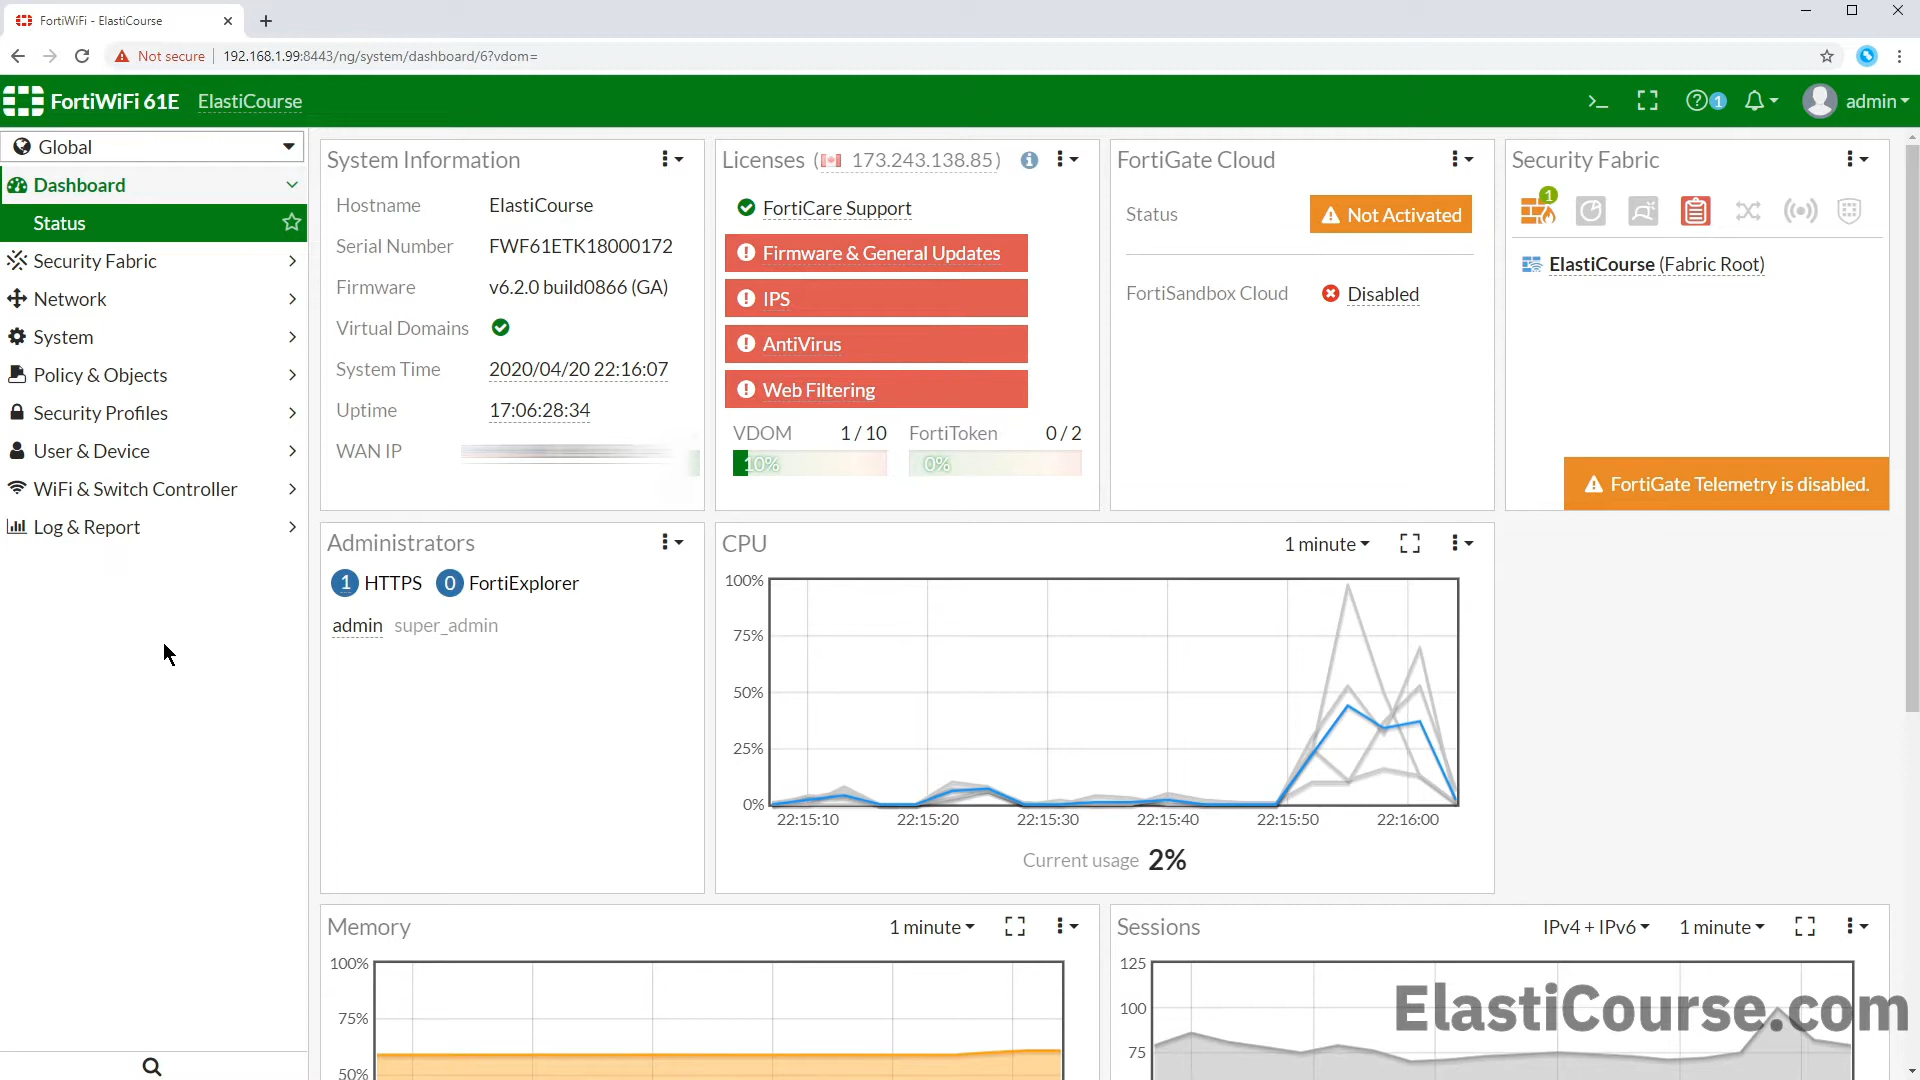 FortiWiFi - ElastiCourse
Not secure
192.168.1.99:8443/ng/system/dashboard/6?vdom=
FortiWiFi 61E ElastiCourse
1
admin
Global
Dashboard
Status
Security Fabric
Network
System
Policy & Objects
Security Profiles
User & Device
WiFi & Switch Controller
Log & Report
System Information
Hostname ElastiCourse
Serial Number FWF61ETK18000172
Firmware v6.2.0 build0866 (GA)
Virtual Domains
System Time 2020/04/20 22:16:07
Uptime 17:06:28:34
WAN IP
Licenses (173.243.138.85)
FortiCare Support
Firmware & General Updates
IPS
AntiVirus
Web Filtering
VDOM 1 / 10 FortiToken 0 / 2
10% 0%
FortiGate Cloud
Status Not Activated
FortiSandbox Cloud Disabled
Security Fabric
1
ElastiCourse (Fabric Root)
FortiGate Telemetry is disabled.
Administrators
1 HTTPS 0 FortiExplorer
admin super_admin
CPU 1 minute
100%
75%
50%
25%
0%
22:15:10 22:15:20 22:15:30 22:15:40 22:15:50 22:16:00
Current usage 2%
Memory 1 minute
100%
75%
50%
Sessions IPv4 + IPv6 1 minute
125
100
75
ElastiCourse.com